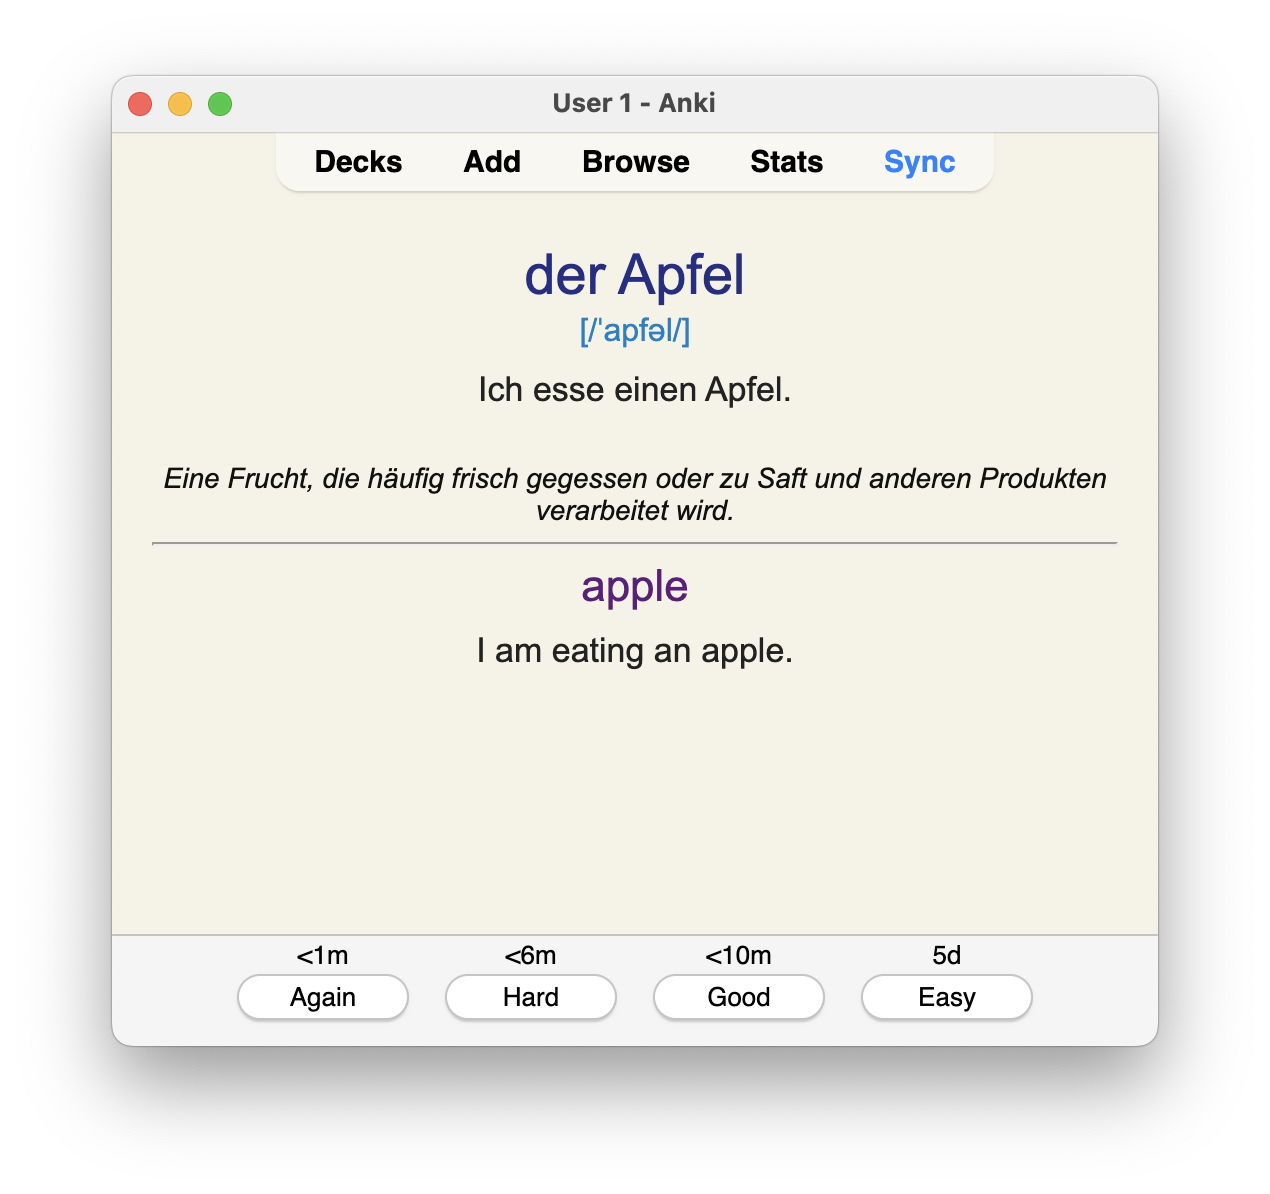 User 1 - Anki
Decks Add Browse Stats Sync
der Apfel
[/ˈapfəl/]
Ich esse einen Apfel.
Eine Frucht, die häufig frisch gegessen oder zu Saft und anderen Produkten
verarbeitet wird.
apple
I am eating an apple.
<1m <6m <10m 5d
Again Hard Good Easy